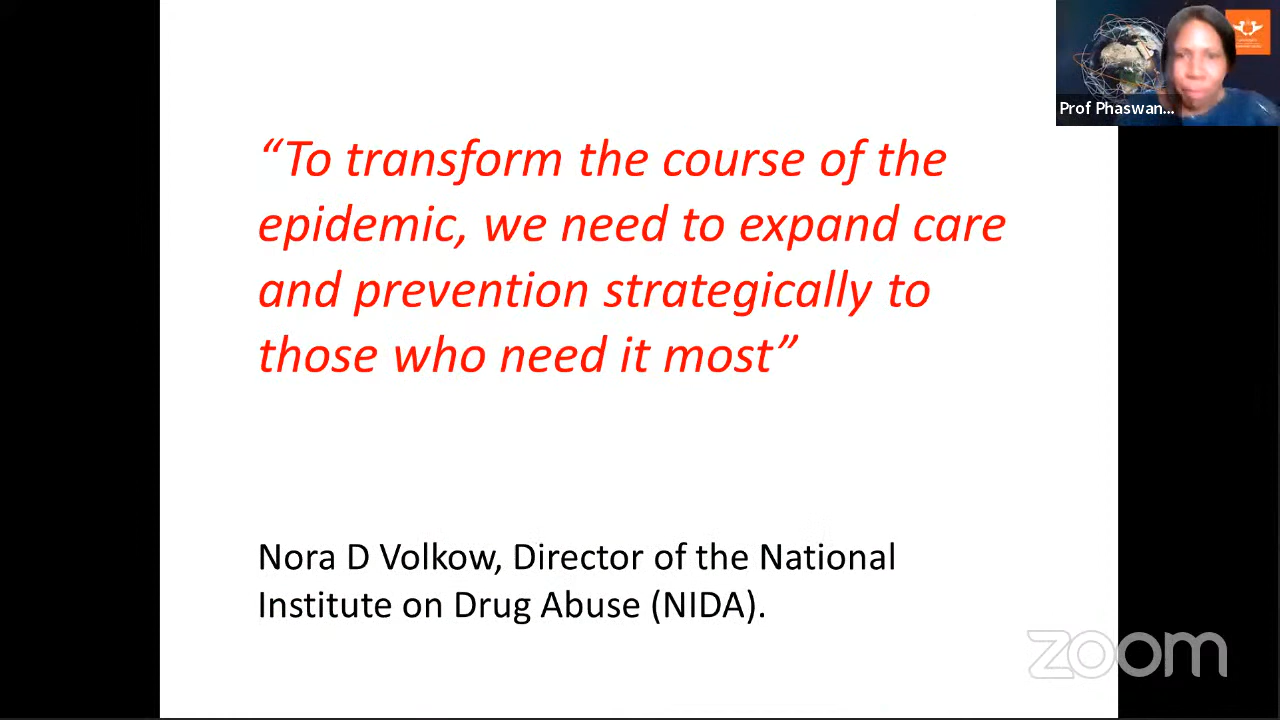 Prof Phaswan...
“To transform the course of the
epidemic, we need to expand care
and prevention strategically to
those who need it most”
Nora D Volkow, Director of the National
Institute on Drug Abuse (NIDA).
zoom